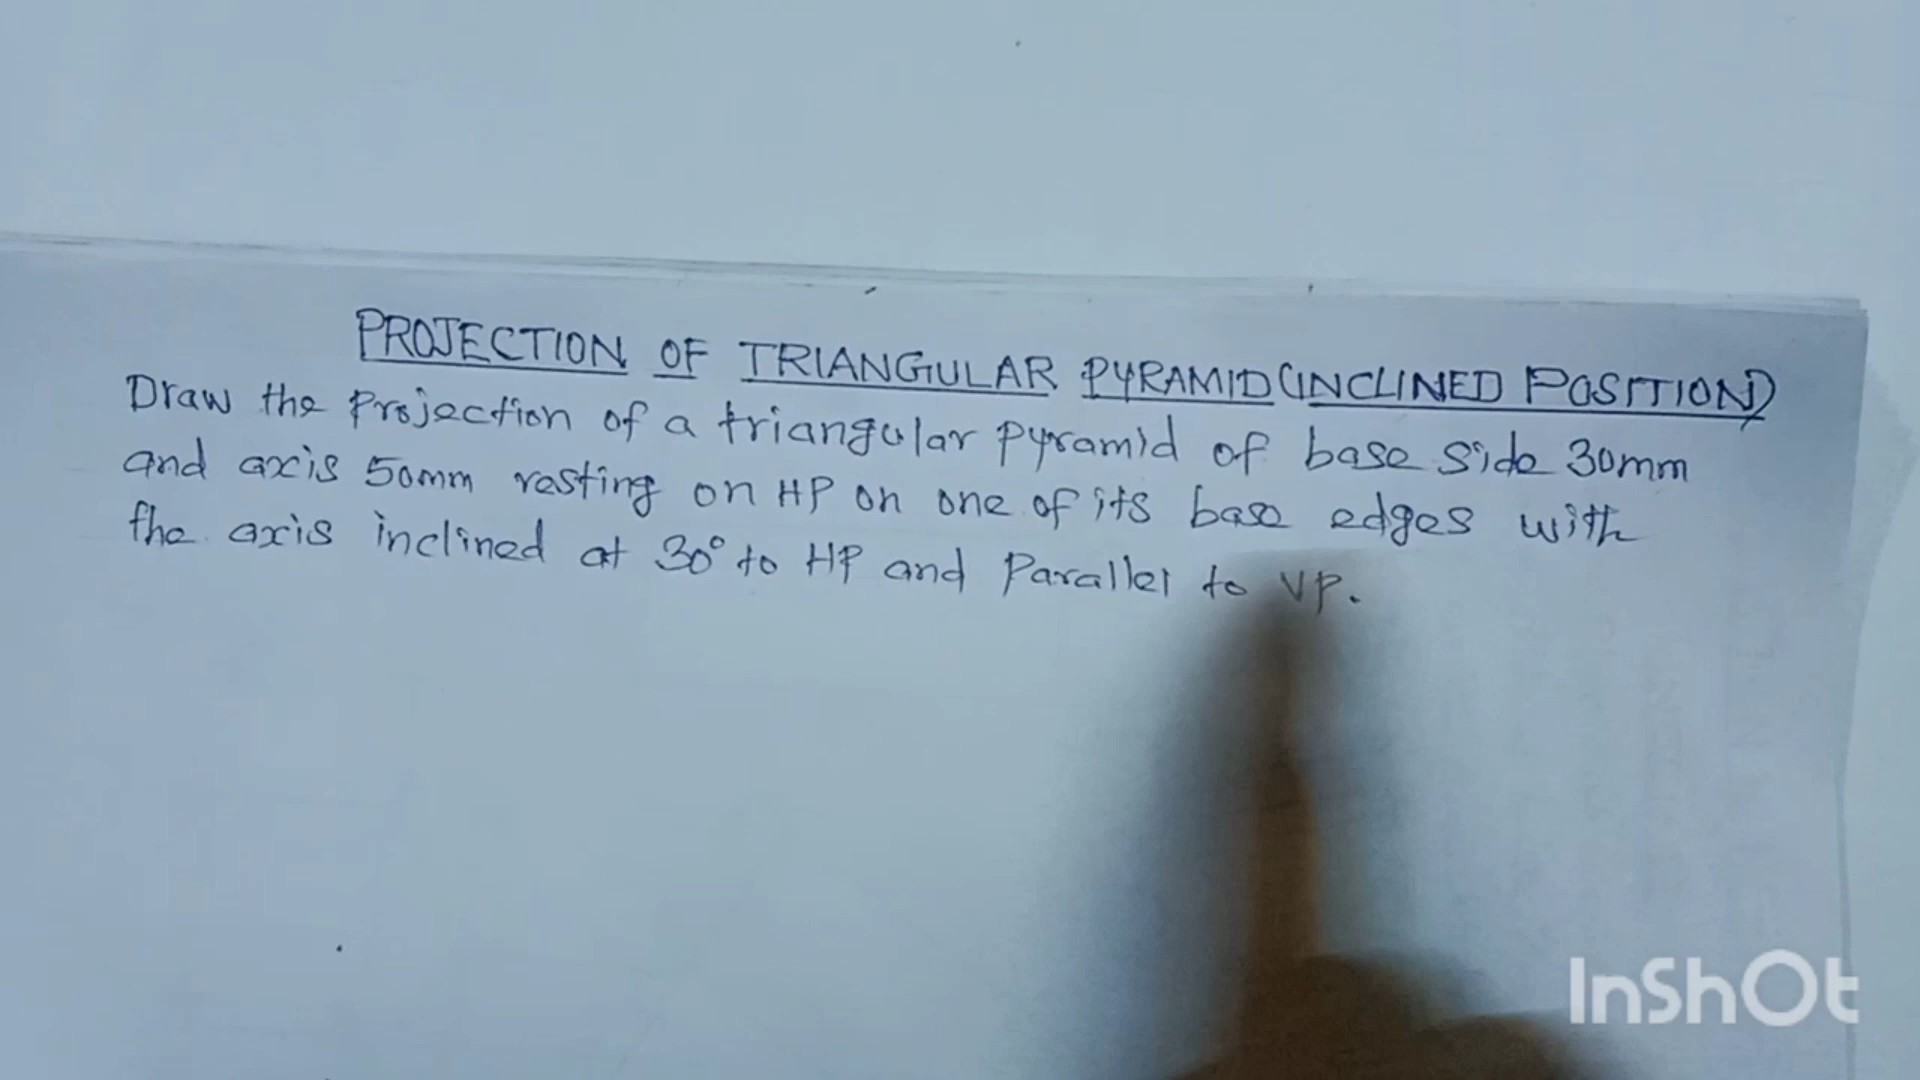 PROJECTION OF TRIANGULAR PYRAMID (INCLINED POSITION)
Draw the Projection of a triangular pyramid of base side 30mm
and axis 50mm resting on HP on one of its base edges with
the axis inclined at 30° to HP and Parallel to VP.
InShOt